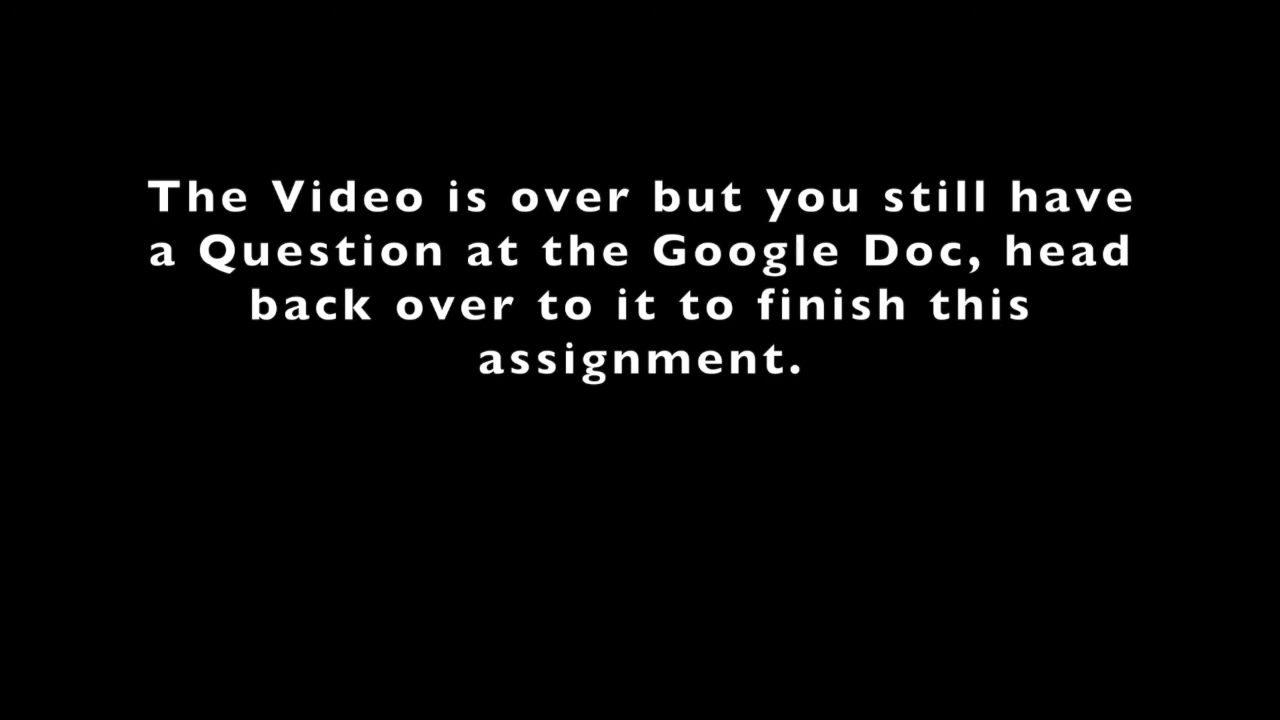 The Video is over but you still have
a Question at the Google Doc, head
back over to it to finish this
assignment.